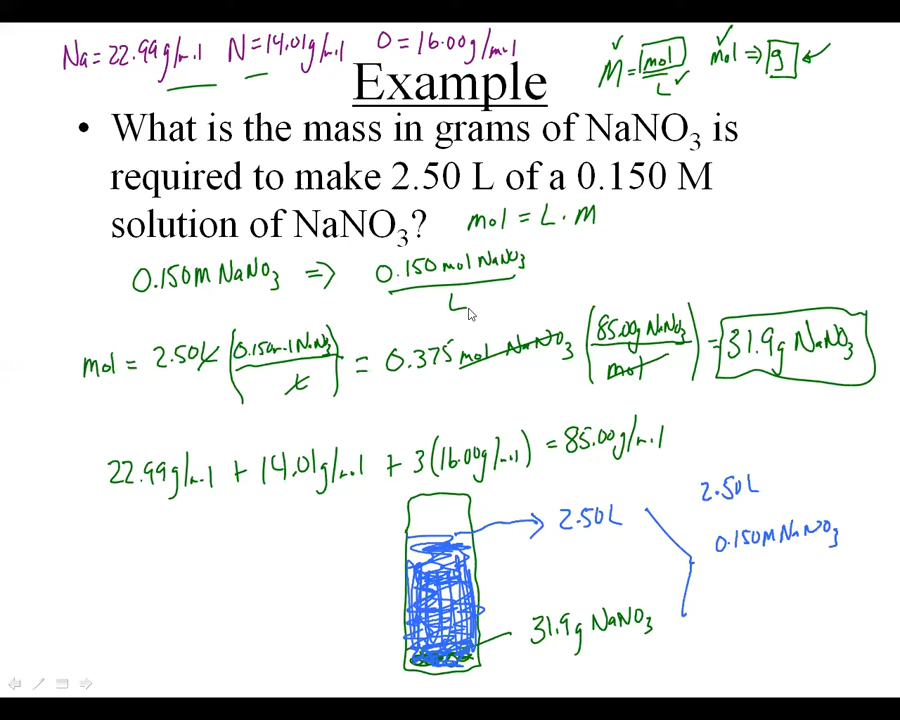 Na = 22.99 g/mol N = 14.01 g/mol O = 16.00 g/mol
M = mol / L mol ⇒ g
Example
• What is the mass in grams of NaNO₃ is
required to make 2.50 L of a 0.150 M
solution of NaNO₃?
mol = L · M
0.150 M NaNO₃ ⇒ 0.150 mol NaNO₃ / L
mol = 2.50 L (0.150 mol NaNO₃ / L) = 0.375 mol NaNO₃ (85.00 g NaNO₃ / mol) = 31.9 g NaNO₃
22.99 g/mol + 14.01 g/mol + 3(16.00 g/mol) = 85.00 g/mol
2.50 L
2.50 L
0.150 M NaNO₃
31.9 g NaNO₃